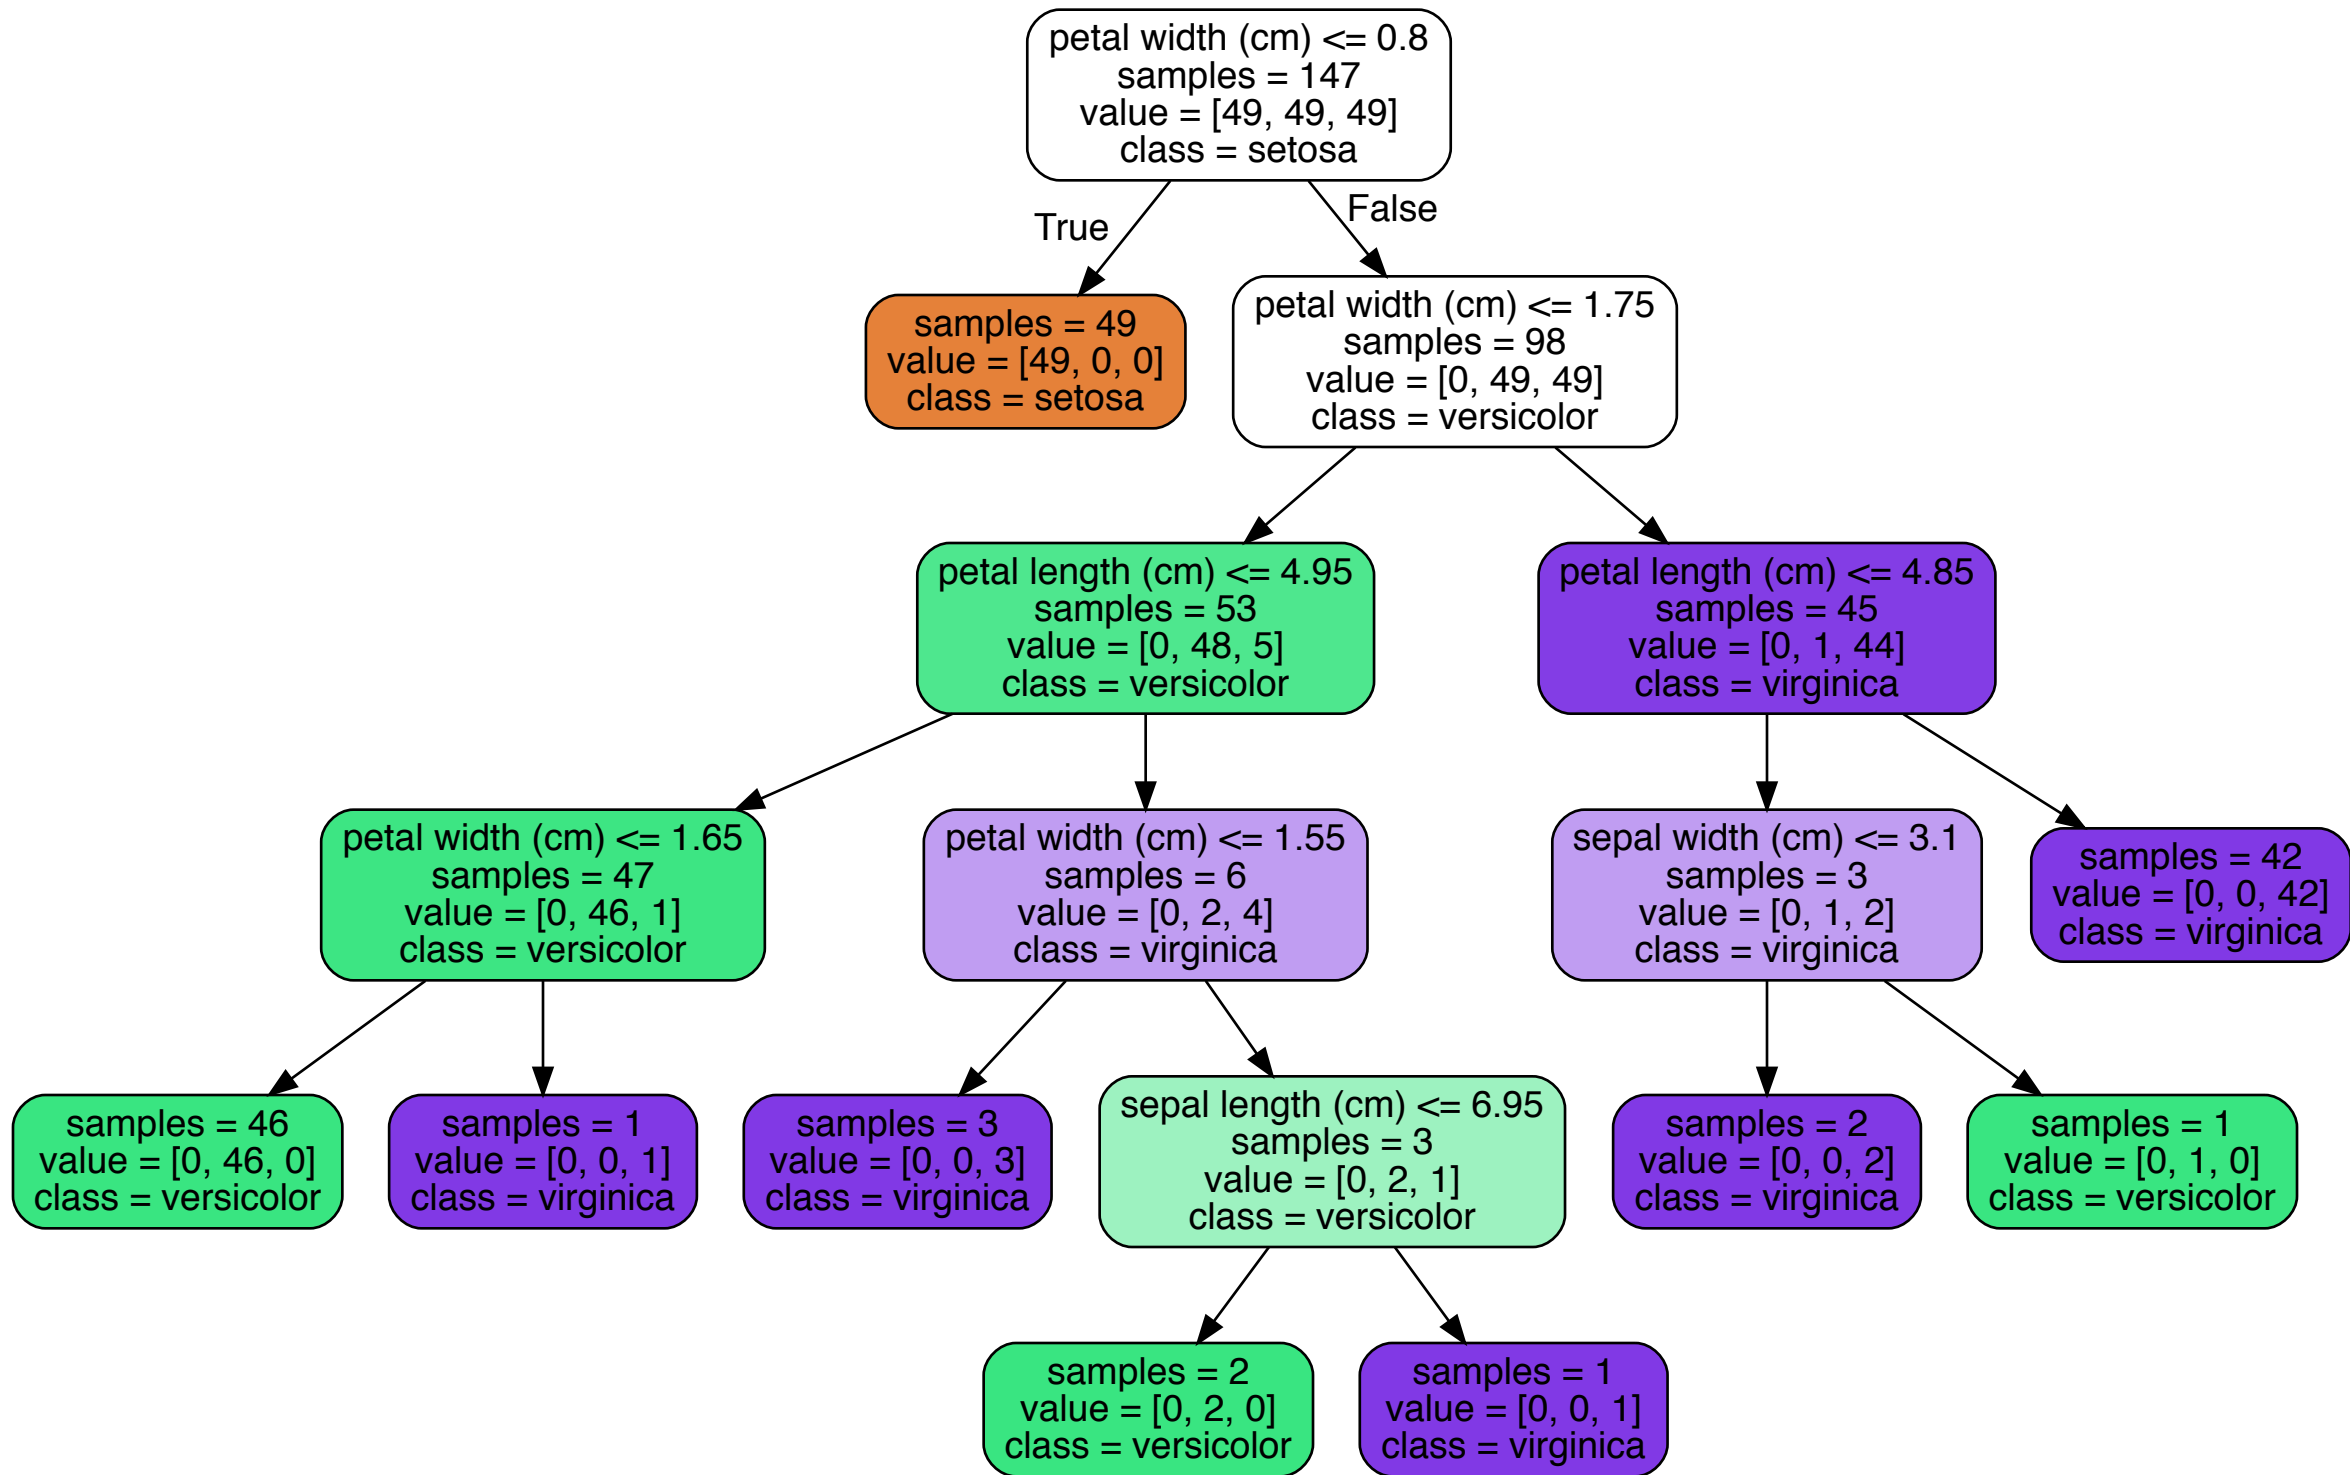 petal width (cm) <= 0.8
samples = 147
value = [49, 49, 49]
class = setosa
True
False
samples = 49
value = [49, 0, 0]
class = setosa
petal width (cm) <= 1.75
samples = 98
value = [0, 49, 49]
class = versicolor
petal length (cm) <= 4.95
samples = 53
value = [0, 48, 5]
class = versicolor
petal length (cm) <= 4.85
samples = 45
value = [0, 1, 44]
class = virginica
petal width (cm) <= 1.65
samples = 47
value = [0, 46, 1]
class = versicolor
petal width (cm) <= 1.55
samples = 6
value = [0, 2, 4]
class = virginica
sepal width (cm) <= 3.1
samples = 3
value = [0, 1, 2]
class = virginica
samples = 42
value = [0, 0, 42]
class = virginica
samples = 46
value = [0, 46, 0]
class = versicolor
samples = 1
value = [0, 0, 1]
class = virginica
samples = 3
value = [0, 0, 3]
class = virginica
sepal length (cm) <= 6.95
samples = 3
value = [0, 2, 1]
class = versicolor
samples = 2
value = [0, 0, 2]
class = virginica
samples = 1
value = [0, 1, 0]
class = versicolor
samples = 2
value = [0, 2, 0]
class = versicolor
samples = 1
value = [0, 0, 1]
class = virginica